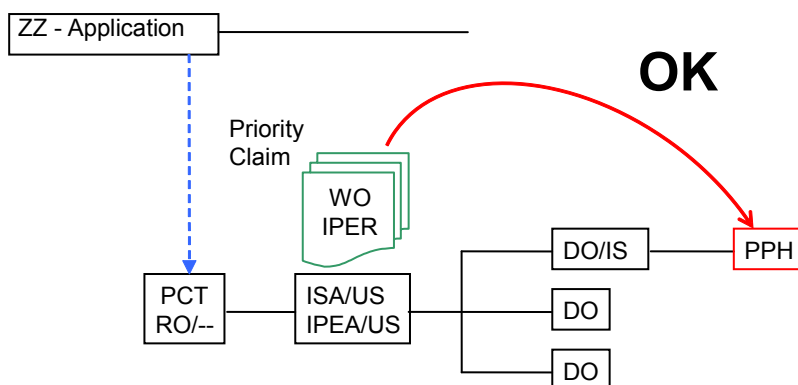 ZZ - Application
OK
Priority
Claim
WO
IPER
DO/IS
PPH
PCT
RO/--
ISA/US
IPEA/US
DO
DO